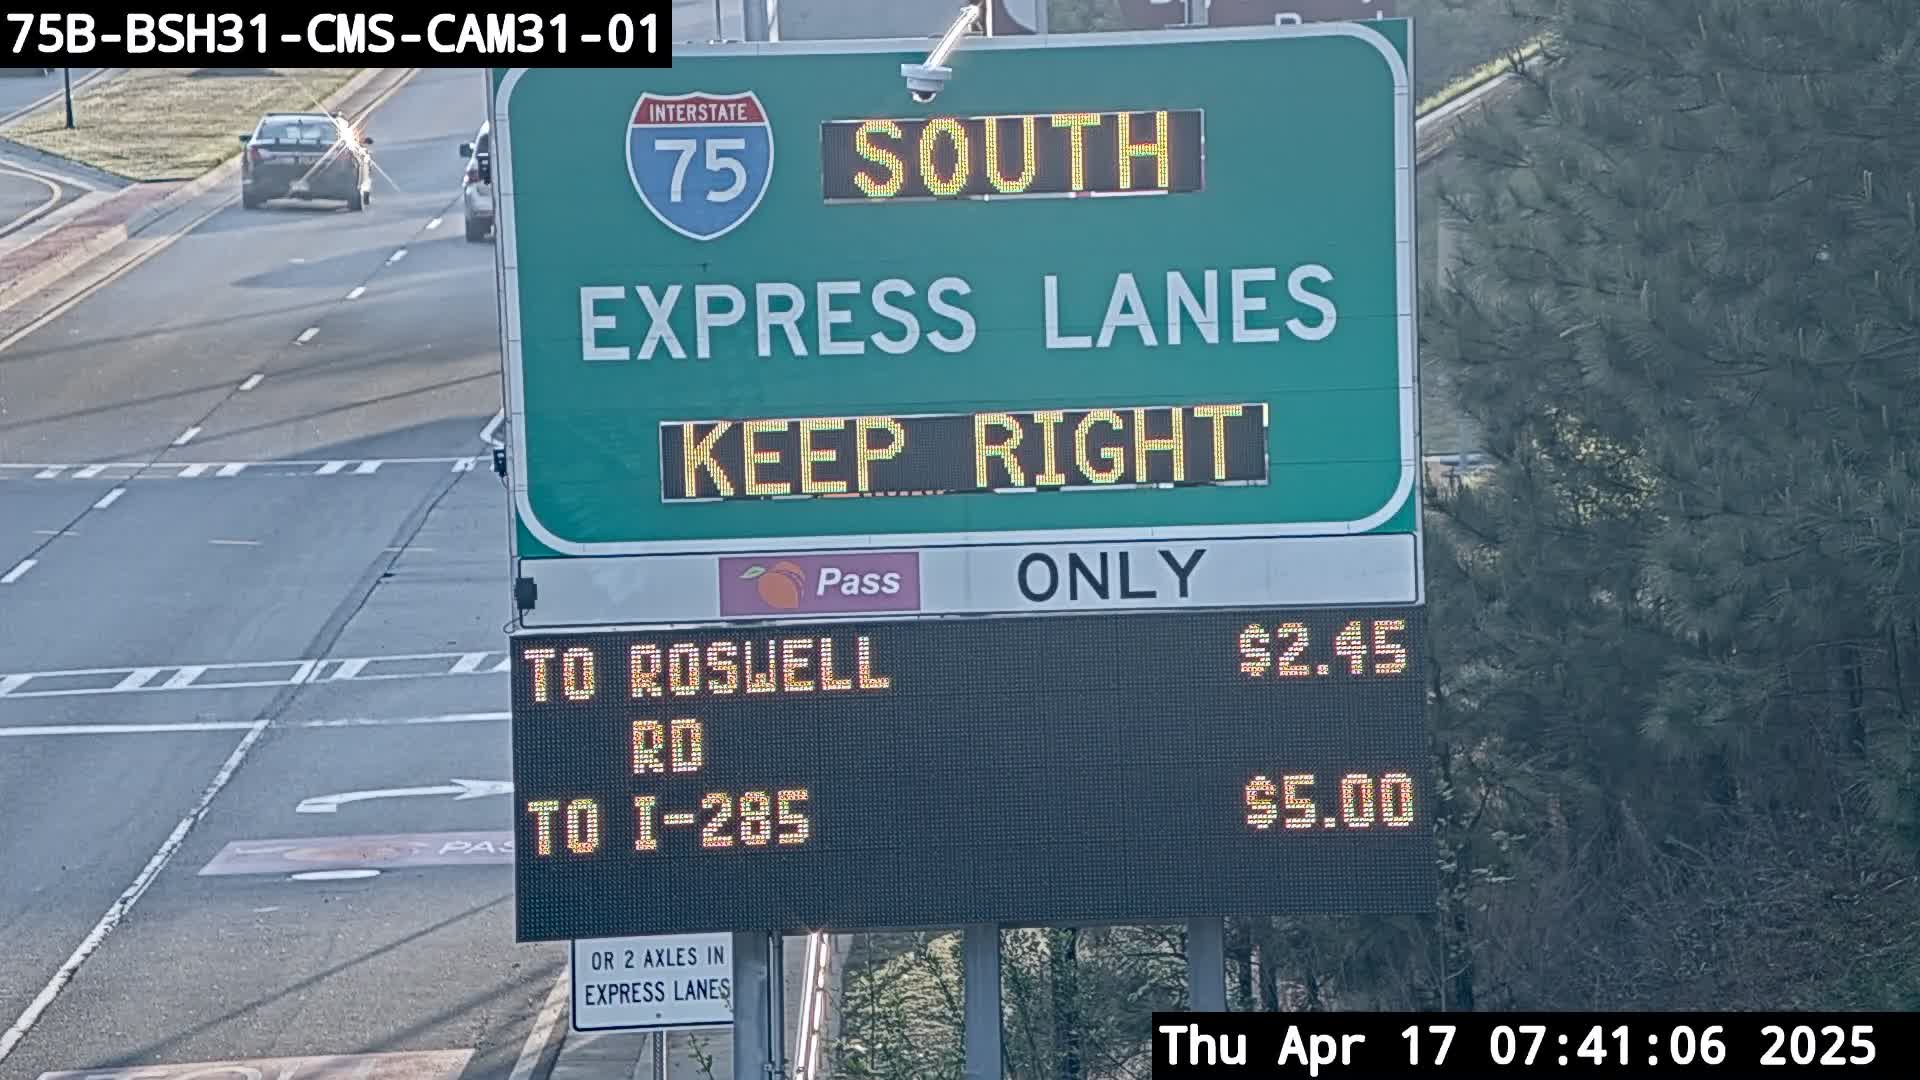 75B-BSH31-CMS-CAM31-01
INTERSTATE
75
SOUTH
EXPRESS LANES
KEEP RIGHT
Pass ONLY
TO ROSWELL $2.45
RD
TO I-285 $5.00
PAS
OR 2 AXLES IN
EXPRESS LANES
Thu Apr 17 07:41:06 2025